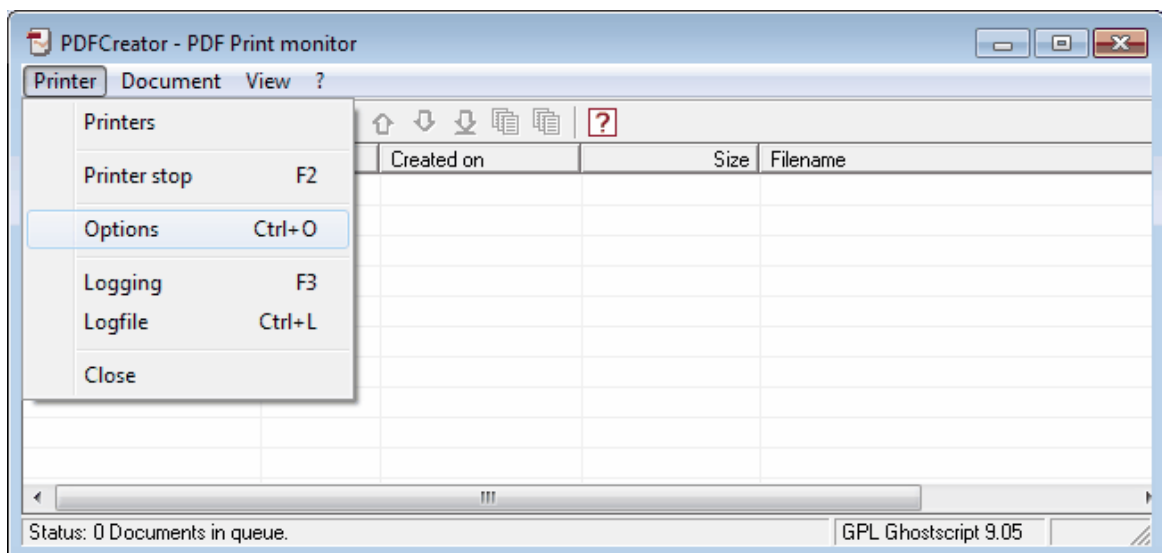 PDFCreator - PDF Print monitor
Printer Document View ?
Printers
Printer stop F2
Options Ctrl+O
Logging F3
Logfile Ctrl+L
Close
Created on Size Filename
Status: 0 Documents in queue. GPL Ghostscript 9.05